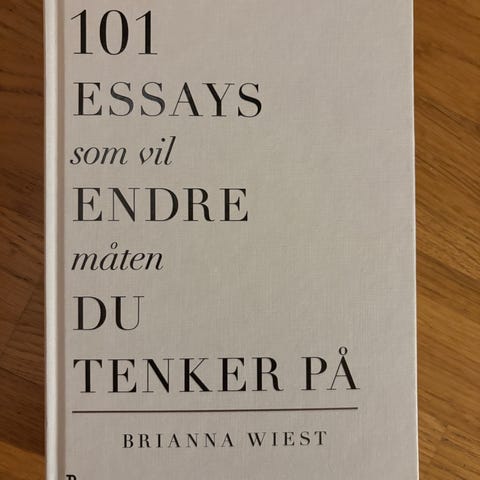 101
ESSAYS
som vil
ENDRE
måten
DU
TENKER PÅ
BRIANNA WIEST